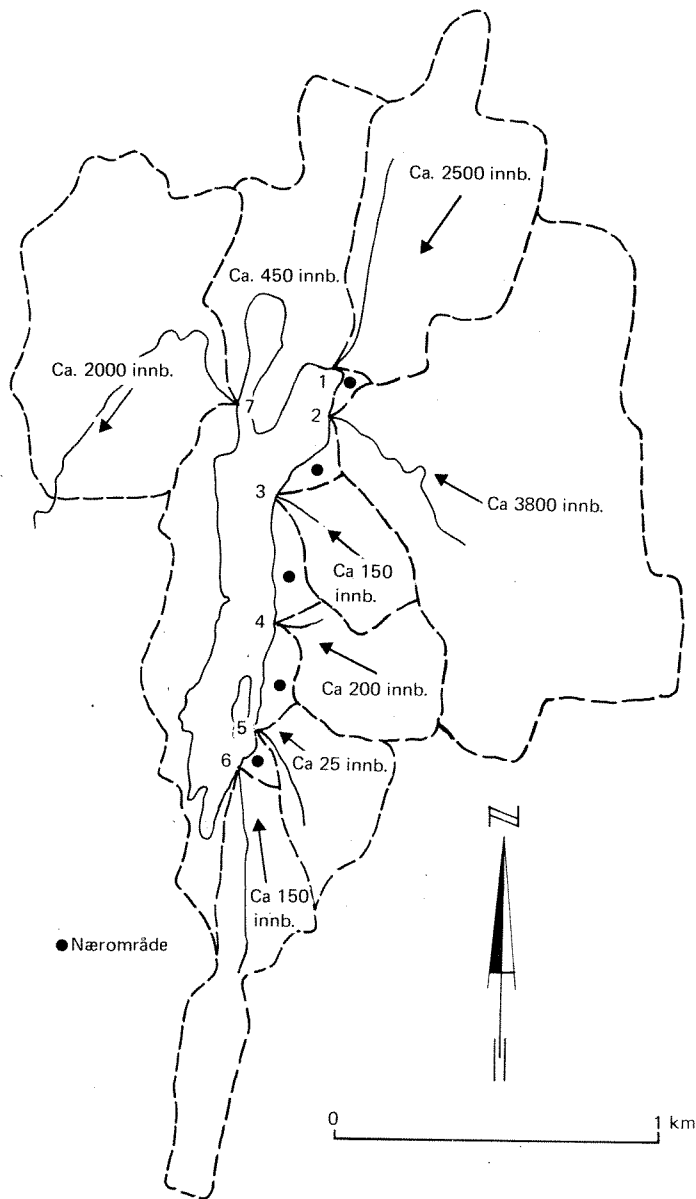 Ca. 2500 innb.
Ca. 450 innb.
Ca. 2000 innb.
1
7
2
3
Ca 3800 innb.
Ca 150
innb.
4
Ca 200 innb.
5
Ca 25 innb.
6
N
Ca 150
innb.
Nærområde
0
1 km